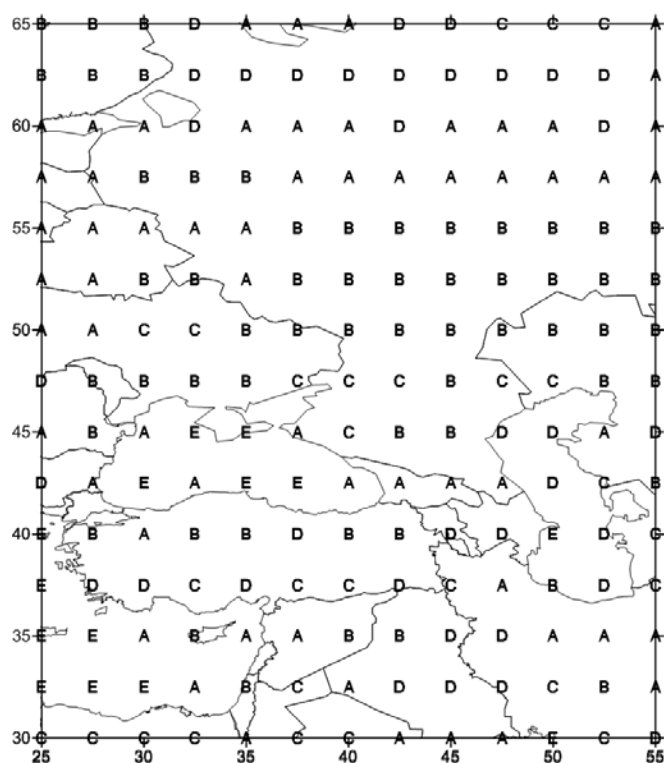 65 B B B D A A A D D C C C A
B B B D D D D D D D D D A
60 A A A D A A A D A A A D A
A A B B B A A A A A A A A
55 A A A A A B B B B B B B B
A A B B A B B B B B B B B
50 A A C C B B B B B B B B B
D B B B B C C C B C C B B
45 A B A E E A C B B D D A D
D A E A E E A A A A D C B
40 E B A B B D B B D D E D C
E D D C D C C D C A B D C
35 E E A B A A B B D D A A A
E E E A B C A D D D C B A
30 C C C C A C C A A A E C D
25 30 35 40 45 50 55